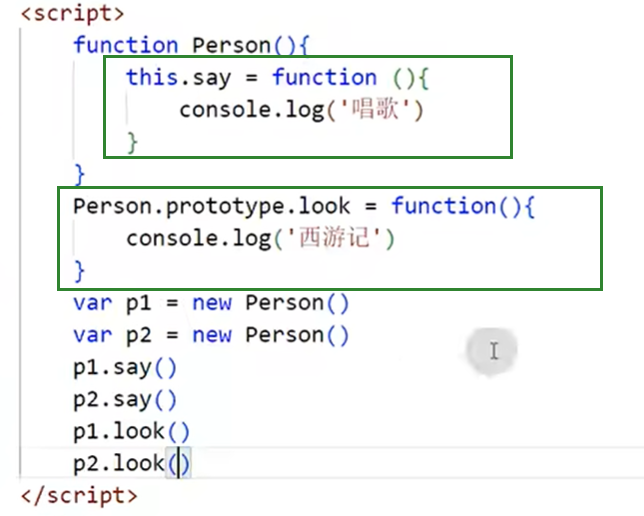 <script>
function Person(){
this.say = function (){
console.log('唱歌')
}
}
Person.prototype.look = function(){
console.log('西游记')
}
var p1 = new Person()
var p2 = new Person()
p1.say()
p2.say()
p1.look()
p2.look()
</script>